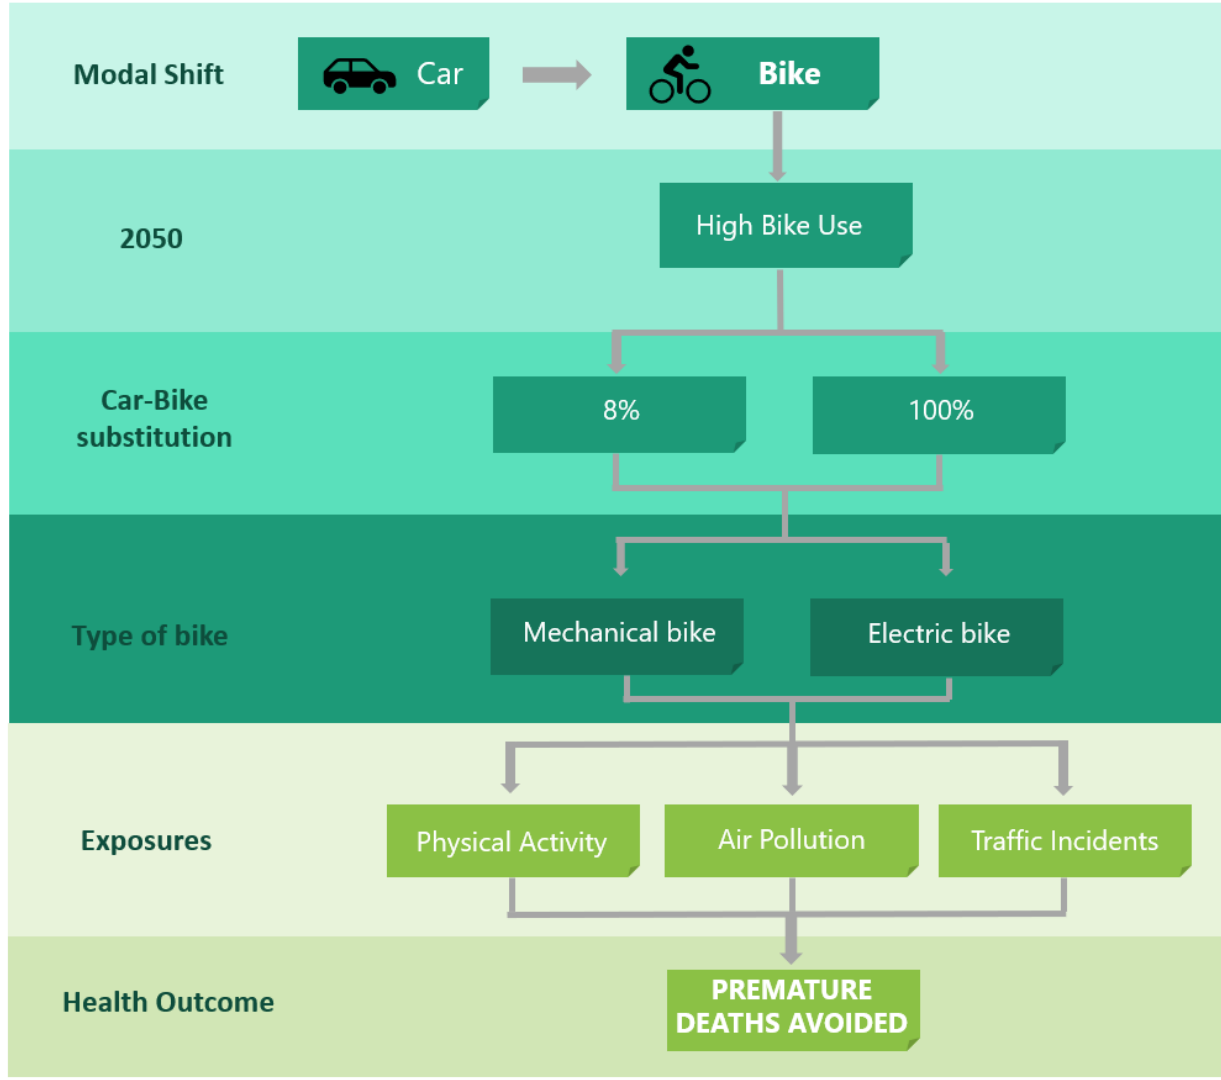 Modal Shift
Car
Bike
2050
High Bike Use
Car-Bike
substitution
8%
100%
Type of bike
Mechanical bike
Electric bike
Exposures
Physical Activity
Air Pollution
Traffic Incidents
Health Outcome
PREMATURE
DEATHS AVOIDED